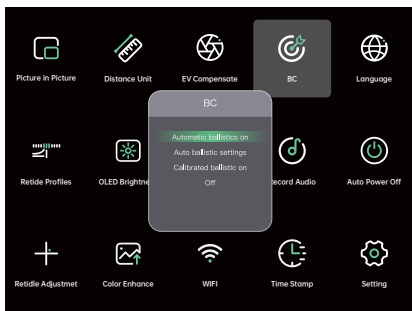 Picture in Picture
Distance Unit
EV Compensate
BC
Language
BC
Automatic ballistics on
Auto ballistic settings
Calibrated ballistic on
Off
Retide Profiles
OLED Brightne
ecord Audio
Auto Power Off
Retidle Adjustmet
Color Enhance
WIFI
Time Stamp
Setting